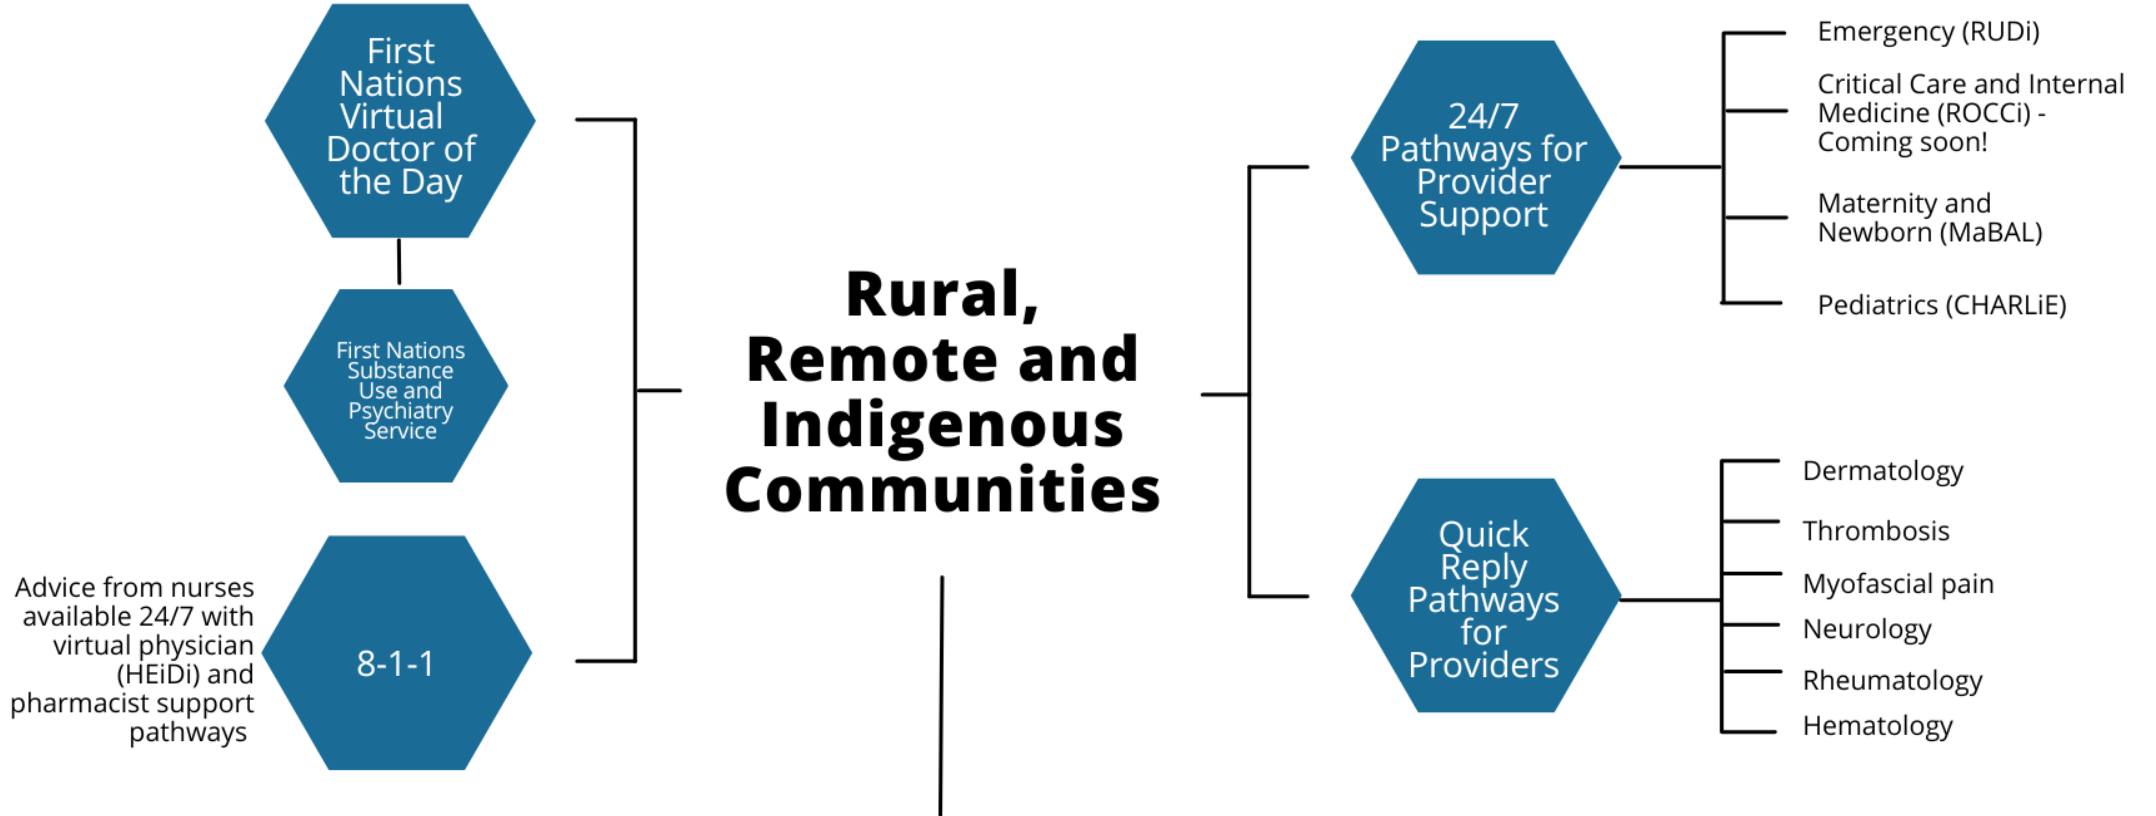 First
Nations
Virtual
Doctor of
the Day
First Nations
Substance
Use and
Psychiatry
Service
Advice from nurses
available 24/7 with
virtual physician
(HEiDi) and
pharmacist support
pathways
8-1-1
Rural,
Remote and
Indigenous
Communities
24/7
Pathways for
Provider
Support
Emergency (RUDi)
Critical Care and Internal
Medicine (ROCCi) -
Coming soon!
Maternity and
Newborn (MaBAL)
Pediatrics (CHARLiE)
Quick
Reply
Pathways
for
Providers
Dermatology
Thrombosis
Myofascial pain
Neurology
Rheumatology
Hematology